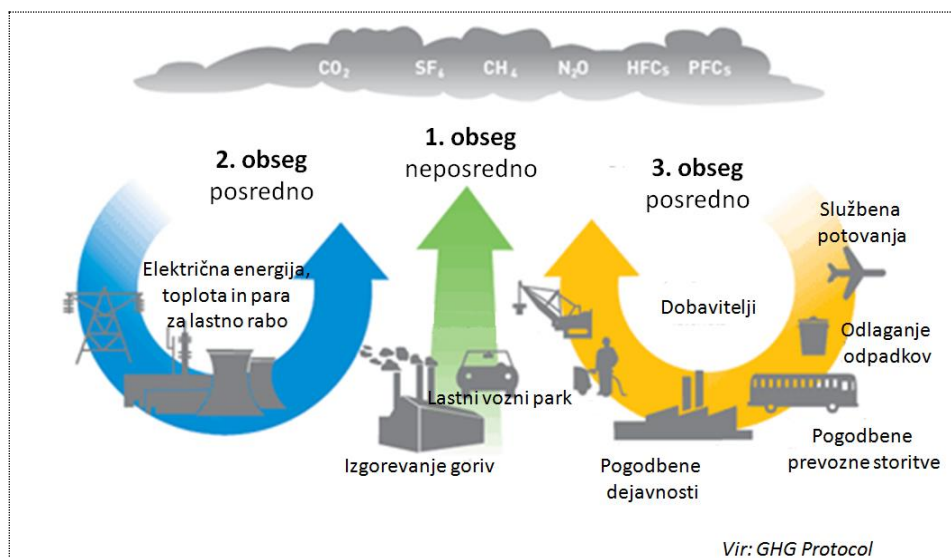 CO₂ SF₆ CH₄ N₂O HFCs PFCs
2. obseg
posredno
1. obseg
neposredno
3. obseg
posredno
Električna energija,
toplota in para
za lastno rabo
Lastni vozni park
Izgorevanje goriv
Dobavitelji
Službena
potovanja
Odlaganje
odpadkov
Pogodbene
prevozne storitve
Pogodbene
dejavnosti
Vir: GHG Protocol